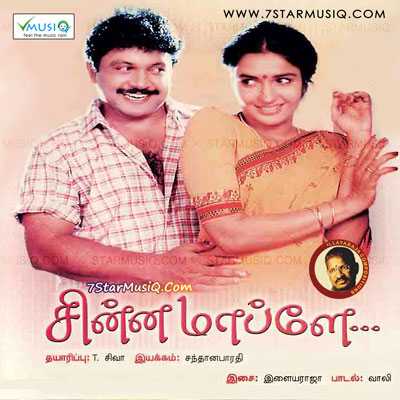 WWW.7STARMUSIQ.COM
VMUSIQ
feel the music rain
7StarMusiQ.Com
சின்ன மாப்ளே...
தயாரிப்பு: T. சிவா இயக்கம்: சந்தானபாரதி
இசை: இளையராஜா பாடல்: வாலி